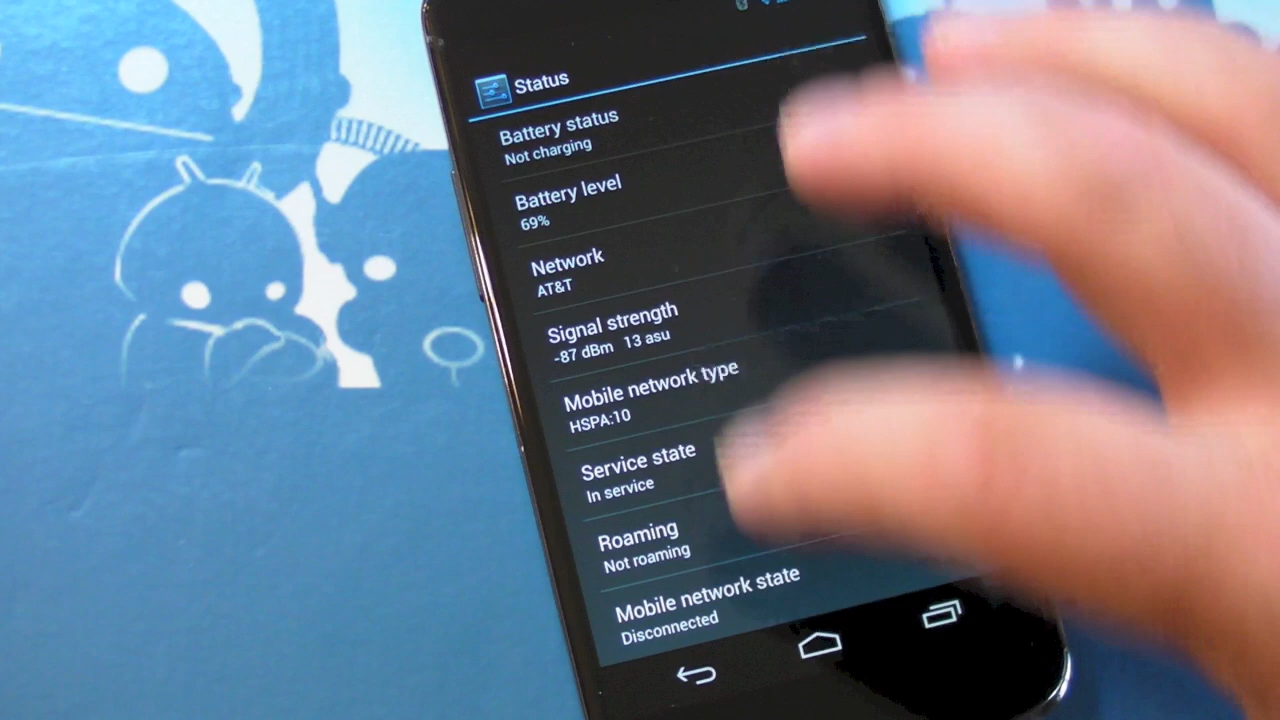 Status
Battery status
Not charging
Battery level
69%
Network
AT&T
Signal strength
-87 dBm 13 asu
Mobile network type
HSPA:10
Service state
In service
Roaming
Not roaming
Mobile network state
Disconnected